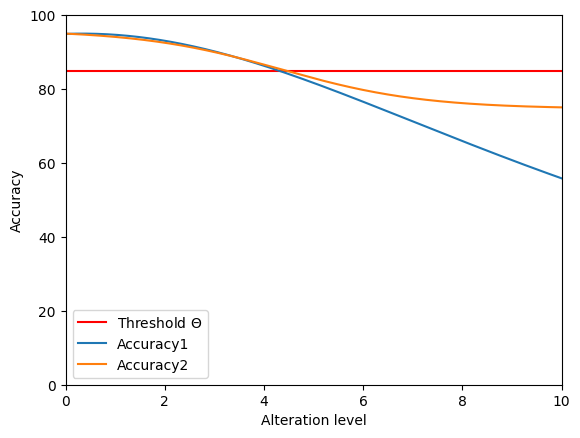 100
80
60
40
20
0
Accuracy
Threshold Θ
Accuracy1
Accuracy2
0 2 4 6 8 10
Alteration level